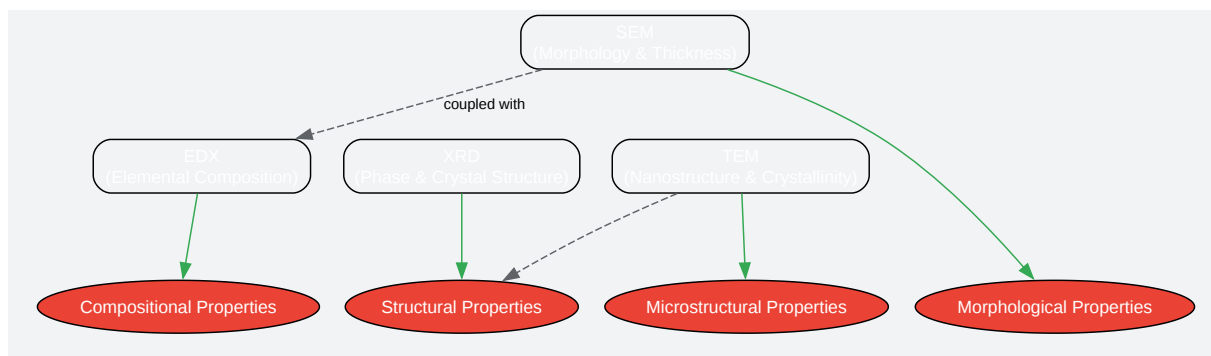 SEM
(Morphology & Thickness)
coupled with
EDX
(Elemental Composition)
XRD
(Phase & Crystal Structure)
TEM
(Nanostructure & Crystallinity)
Compositional Properties
Structural Properties
Microstructural Properties
Morphological Properties